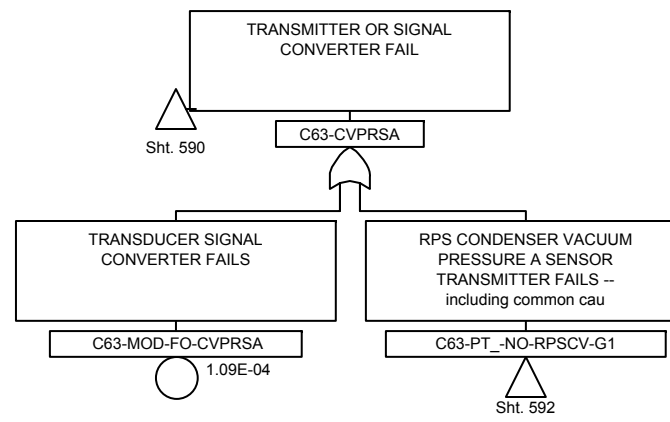 TRANSMITTER OR SIGNAL
CONVERTER FAIL
Sht. 590
C63-CVPRSA
TRANSDUCER SIGNAL
CONVERTER FAILS
C63-MOD-FO-CVPRSA
1.09E-04
RPS CONDENSER VACUUM
PRESSURE A SENSOR
TRANSMITTER FAILS --
including common cau
C63-PT_-NO-RPSCV-G1
Sht. 592